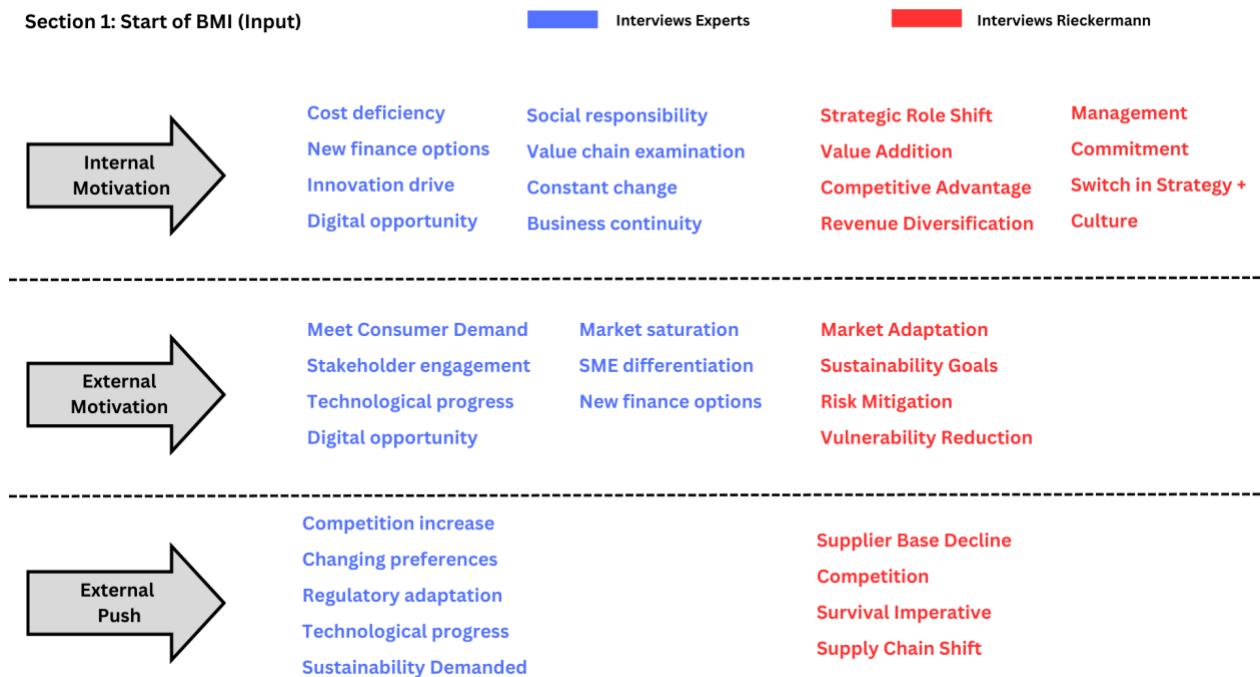 Section 1: Start of BMI (Input)
Interviews Experts
Interviews Rieckermann
Internal
Motivation
Cost deficiency
New finance options
Innovation drive
Digital opportunity
Social responsibility
Value chain examination
Constant change
Business continuity
Strategic Role Shift
Value Addition
Competitive Advantage
Revenue Diversification
Management
Commitment
Switch in Strategy +
Culture
External
Motivation
Meet Consumer Demand
Stakeholder engagement
Technological progress
Digital opportunity
Market saturation
SME differentiation
New finance options
Market Adaptation
Sustainability Goals
Risk Mitigation
Vulnerability Reduction
External
Push
Competition increase
Changing preferences
Regulatory adaptation
Technological progress
Sustainability Demanded
Supplier Base Decline
Competition
Survival Imperative
Supply Chain Shift